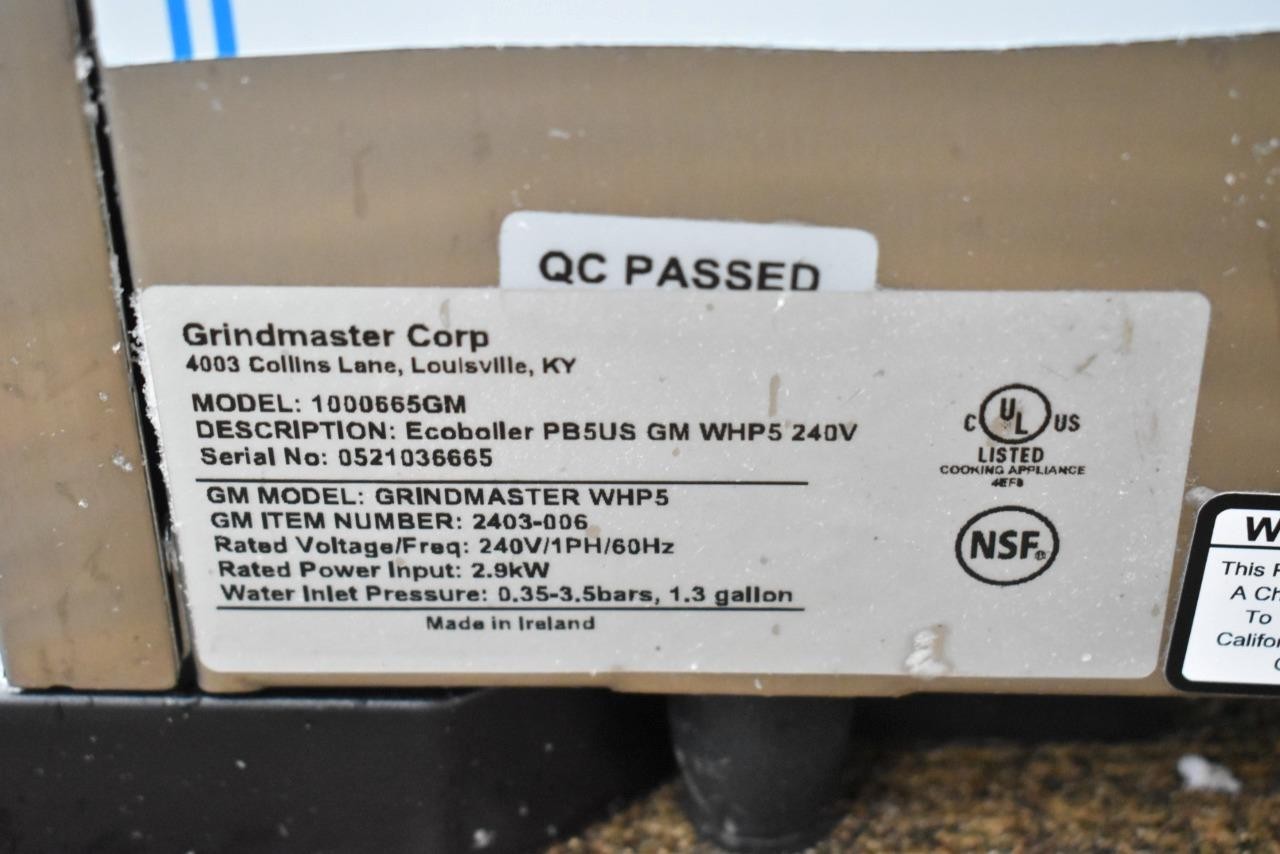 QC PASSED
Grindmaster Corp
4003 Collins Lane, Louisville, KY
MODEL: 1000665GM
DESCRIPTION: Ecoboiler PB5US GM WHP5 240V
Serial No: 0521036665
GM MODEL: GRINDMASTER WHP5
GM ITEM NUMBER: 2403-006
Rated Voltage/Freq: 240V/1PH/60Hz
Rated Power Input: 2.9kW
Water Inlet Pressure: 0.35-3.5bars, 1.3 gallon
Made in Ireland
C UL US
LISTED
COOKING APPLIANCE
NSF®
This
To